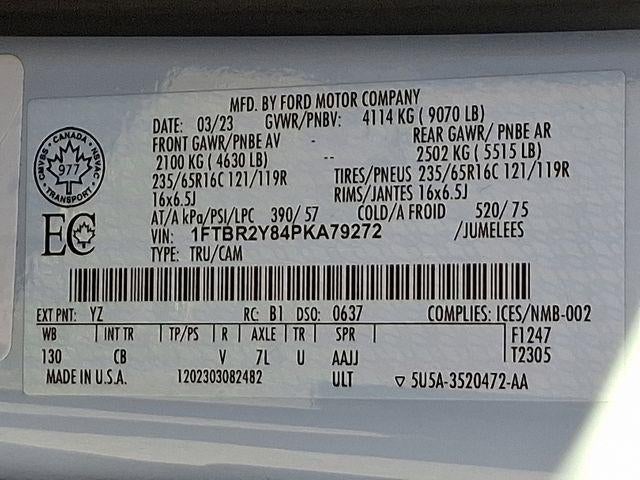 MFD. BY FORD MOTOR COMPANY
DATE: 03/23 GVWR/PNBV: 4114 KG ( 9070 LB)
FRONT GAWR/PNBE AV REAR GAWR/ PNBE AR
2100 KG ( 4630 LB) -- 2502 KG ( 5515 LB)
235/65R16C 121/119R TIRES/PNEUS 235/65R16C 121/119R
16x6.5J RIMS/JANTES 16x6.5J
AT/A kPa/PSI/LPC 390/ 57 COLD/A FROID 520/ 75
VIN: 1FTBR2Y84PKA79272 /JUMELEES
TYPE: TRU/CAM
CANADA
977
TRANSPORT
EC
EXT PNT: YZ RC: B1 DSO: 0637 COMPLIES: ICES/NMB-002
WB INT TR TP/PS R AXLE TR SPR F1247
130 CB V 7L U AAJJ T2305
MADE IN U.S.A. 1202303082482 ULT ▽ 5U5A-3520472-AA